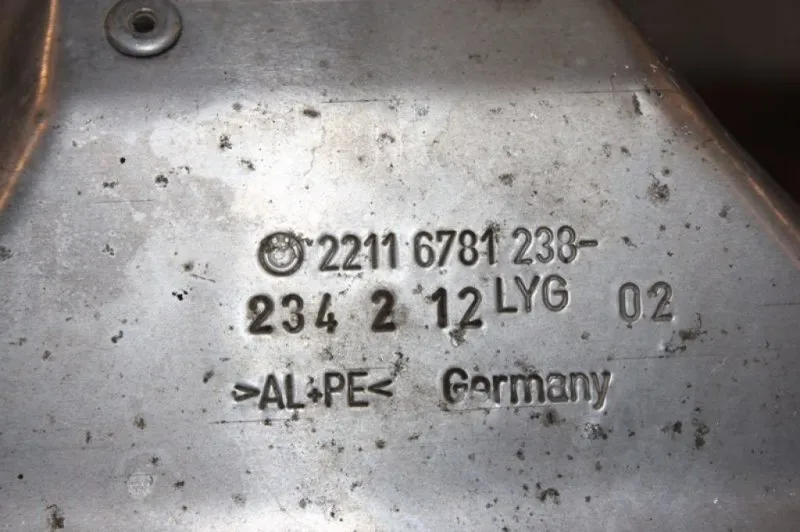 2211 6781 238-
234 2 12 LYG 02
>AL+PE< Germany